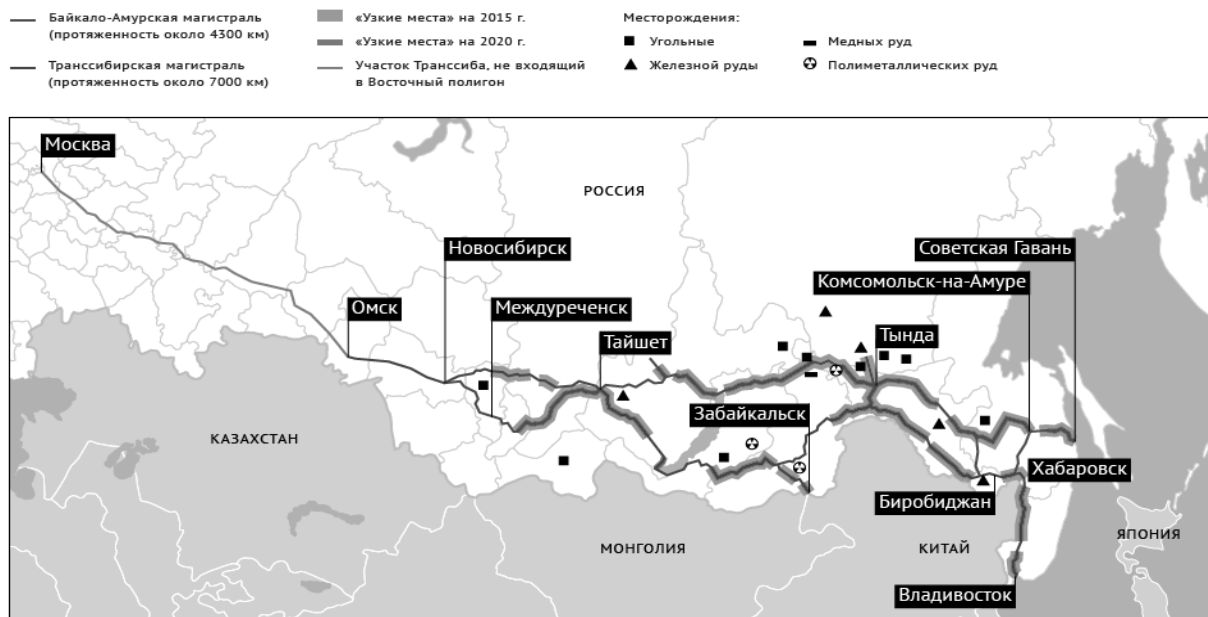 Байкало-Амурская магистраль
(протяженность около 4300 км)
Транссибирская магистраль
(протяженность около 7000 км)
«Узкие места» на 2015 г.
«Узкие места» на 2020 г.
Участок Транссиба, не входящий
в Восточный полигон
Месторождения:
Угольные
Железной руды
Медных руд
Полиметаллических руд
Москва
РОССИЯ
Новосибирск
Советская Гавань
Комсомольск-на-Амуре
Омск
Междуреченск
Тайшет
Тында
Забайкальск
КАЗАХСТАН
Хабаровск
Биробиджан
МОНГОЛИЯ
КИТАЙ
ЯПОНИЯ
Владивосток